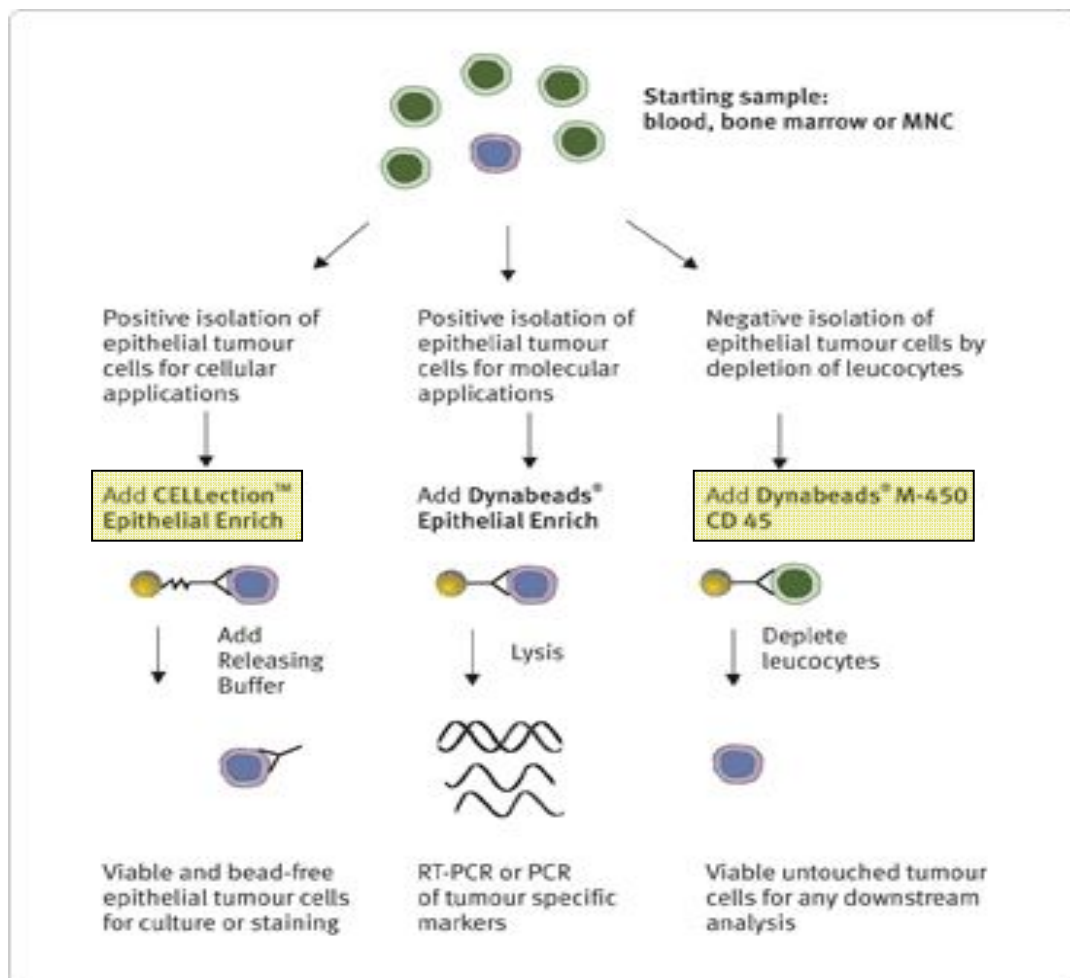 Starting sample:
blood, bone marrow or MNC
Positive isolation of
epithelial tumour
cells for cellular
applications
Positive isolation of
epithelial tumour
cells for molecular
applications
Negative isolation of
epithelial tumour cells by
depletion of leucocytes
Add CELLection™
Epithelial Enrich
Add Dynabeads®
Epithelial Enrich
Add Dynabeads® M-450
CD 45
Add
Releasing
Buffer
Lysis
Deplete
leucocytes
Viable and bead-free
epithelial tumour cells
for culture or staining
RT-PCR or PCR
of tumour specific
markers
Viable untouched tumour
cells for any downstream
analysis